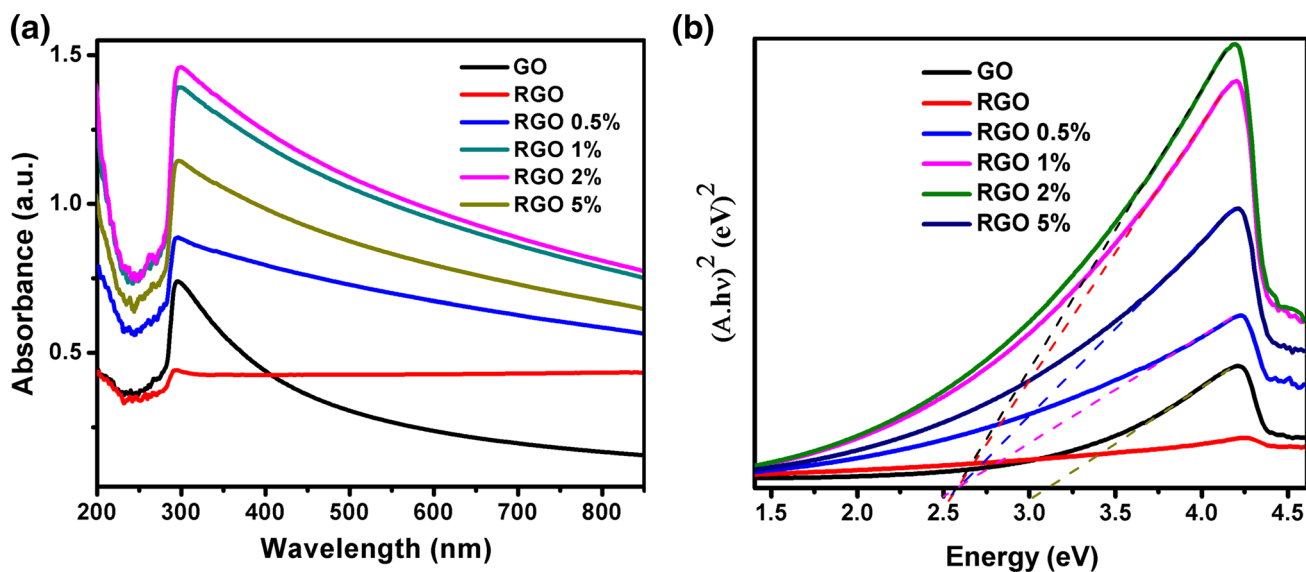 (a)
1.5
1.0
0.5
Absorbance (a.u.)
GO
RGO
RGO 0.5%
RGO 1%
RGO 2%
RGO 5%
200 300 400 500 600 700 800
Wavelength (nm)
(b)
(A.hν)² (eV)²
GO
RGO
RGO 0.5%
RGO 1%
RGO 2%
RGO 5%
1.5 2.0 2.5 3.0 3.5 4.0 4.5
Energy (eV)